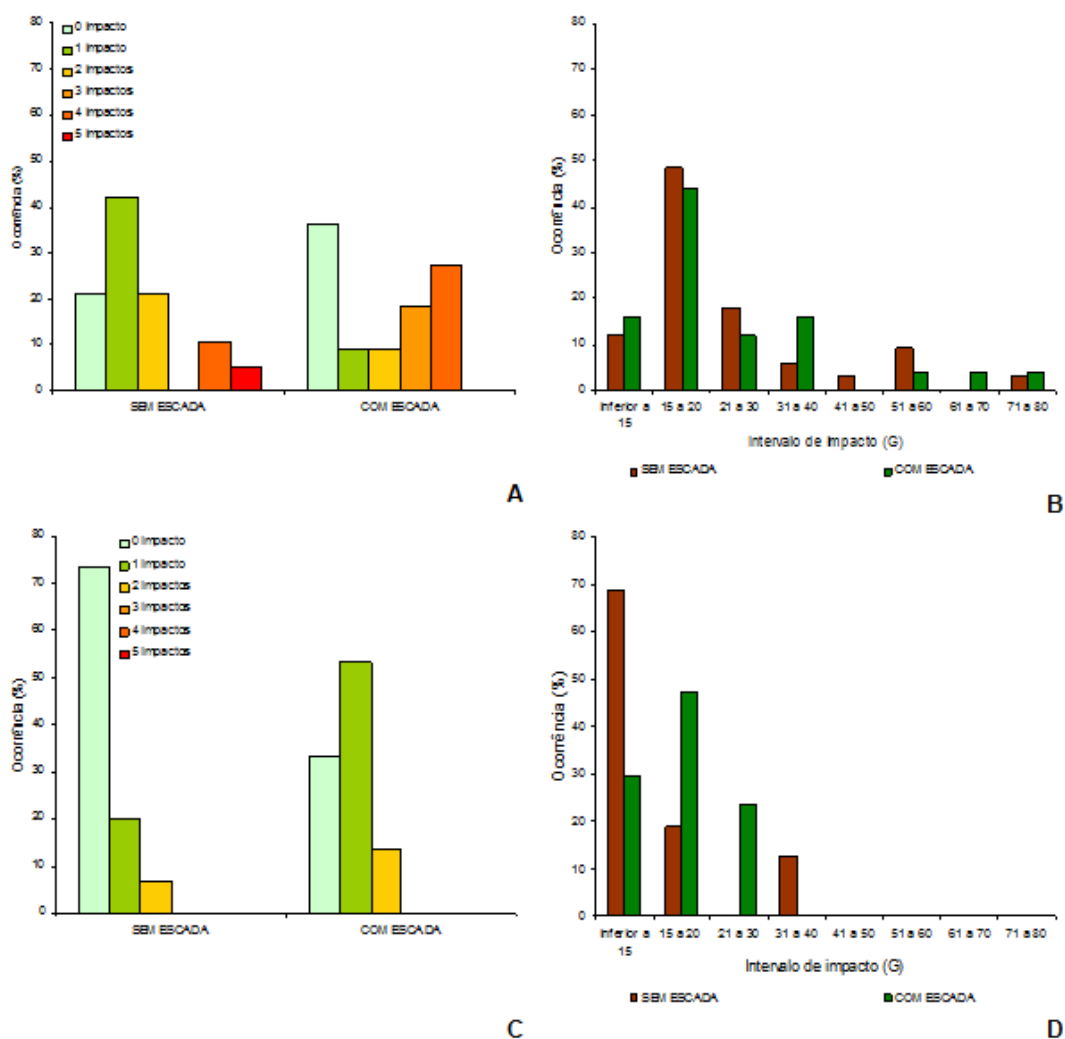 80
70
60
50
40
30
20
10
0
Ocorrência (%)
0 Impacto
1 Impacto
2 Impactos
3 Impactos
4 Impactos
5 Impactos
SEM ESCADA
COM ESCADA
A
80
70
60
50
40
30
20
10
0
Ocorrência (%)
Inferior a
15
15 a 20
21 a 30
31 a 40
41 a 50
51 a 60
61 a 70
71 a 80
Intervalo de impacto (G)
SEM ESCADA
COM ESCADA
B
80
70
60
50
40
30
20
10
0
Ocorrência (%)
0 Impacto
1 Impacto
2 Impactos
3 Impactos
4 Impactos
5 Impactos
SEM ESCADA
COM ESCADA
C
80
70
60
50
40
30
20
10
0
Ocorrência (%)
Inferior a
15
15 a 20
21 a 30
31 a 40
41 a 50
51 a 60
61 a 70
71 a 80
Intervalo de impacto (G)
SEM ESCADA
COM ESCADA
D